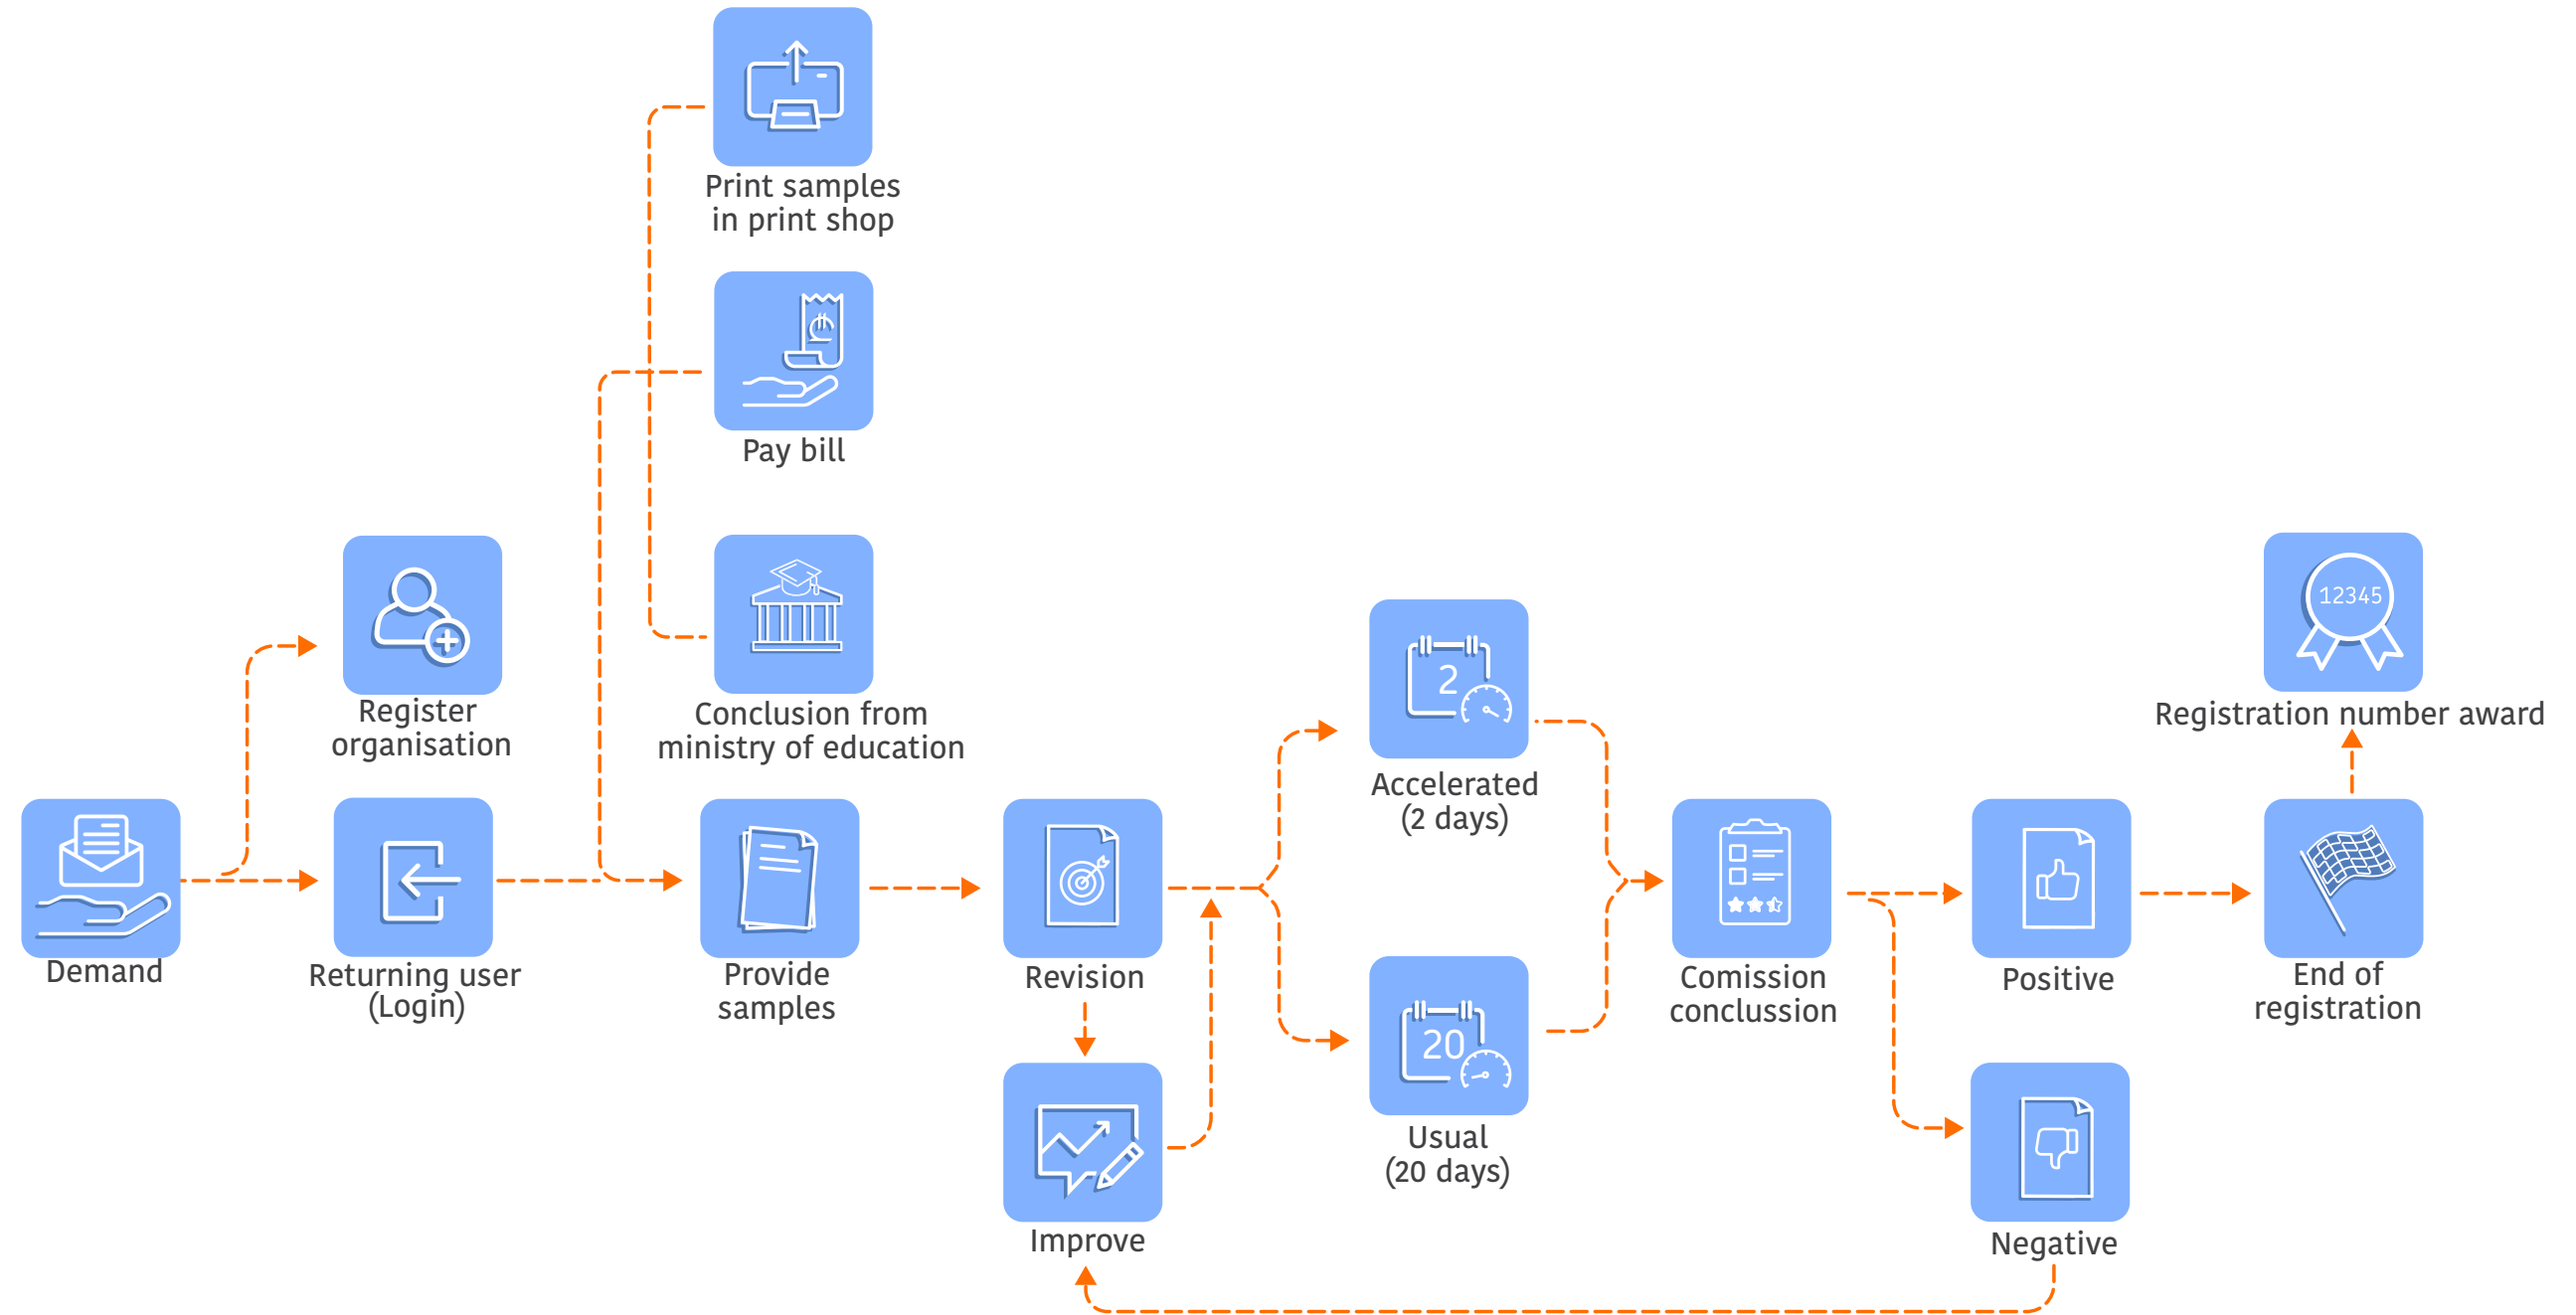 Print samples
in print shop
Pay bill
Register
organisation
Conclusion from
ministry of education
2
Accelerated
(2 days)
12345
Registration number award
Demand
Returning user
(Login)
Provide
samples
Revision
20
Usual
(20 days)
Comission
conclussion
Positive
End of
registration
Improve
Negative